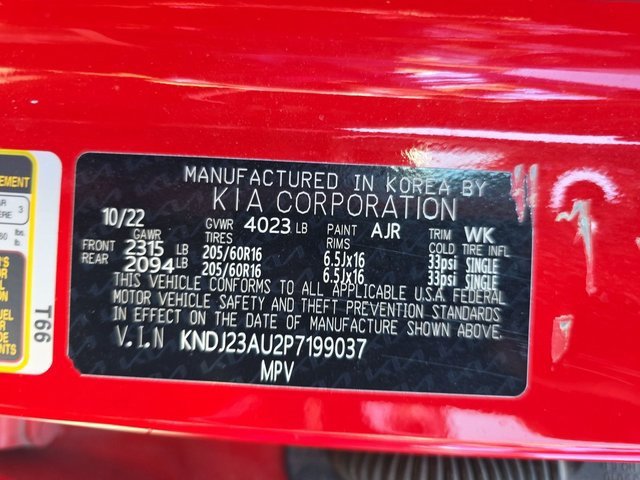 MANUFACTURED IN KOREA BY
KIA CORPORATION
10/22 GVWR 4023 LB PAINT AJR TRIM WK
GAWR TIRES RIMS COLD TIRE INFL
FRONT 2315 LB 205/60R16 6.5Jx16 33psi SINGLE
REAR 2094 LB 205/60R16 6.5Jx16 33psi SINGLE
THIS VEHICLE CONFORMS TO ALL APPLICABLE U.S.A. FEDERAL
MOTOR VEHICLE SAFETY AND THEFT PREVENTION STANDARDS
IN EFFECT ON THE DATE OF MANUFACTURE SHOWN ABOVE.
V.I.N KNDJ23AU2P7199037
MPV
T66